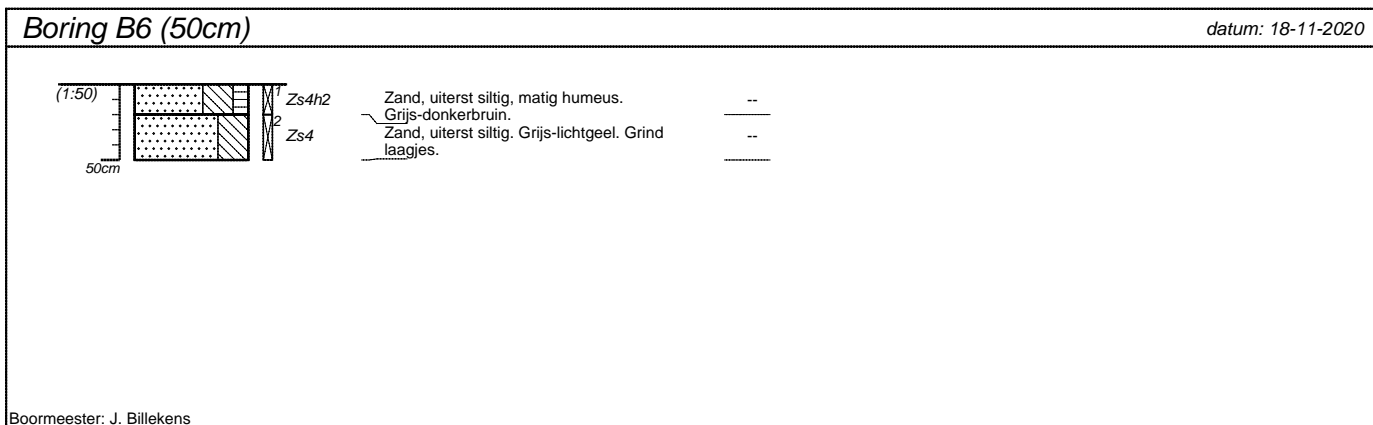 Boring B6 (50cm)
datum: 18-11-2020
(1:50)
1
Zs4h2
Zand, uiterst siltig, matig humeus.
Grijs-donkerbruin.
--
2
Zs4
Zand, uiterst siltig. Grijs-lichtgeel. Grind
laagjes.
--
50cm
Boormeester: J. Billekens